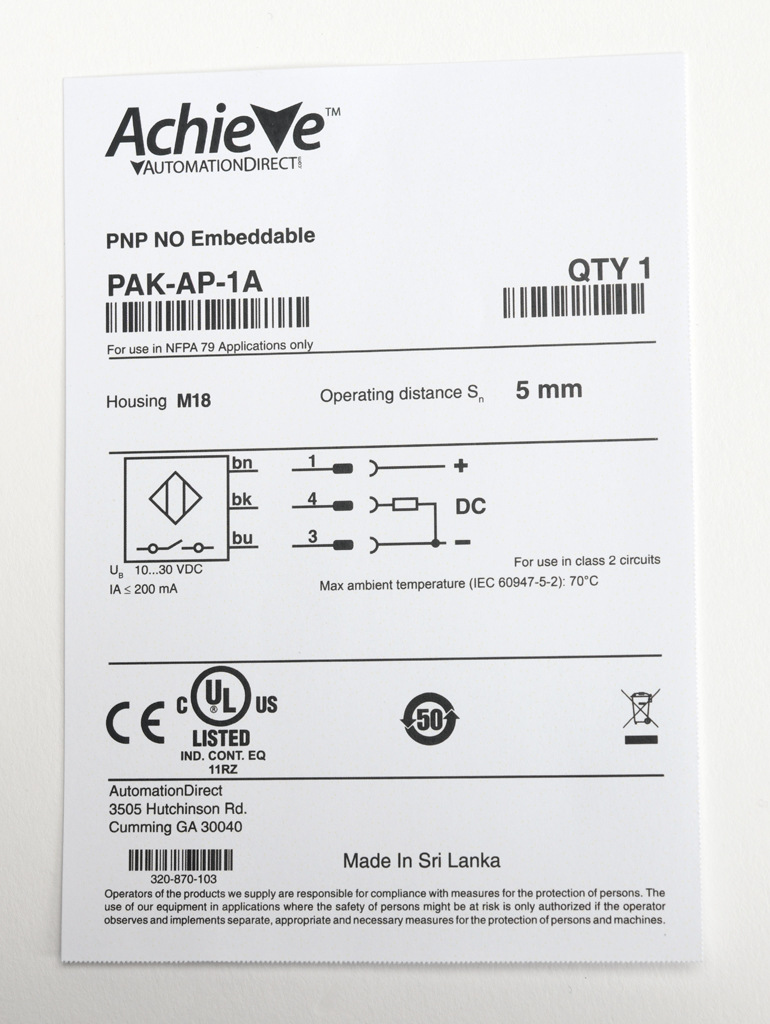 Achieve™
AUTOMATIONDIRECT
PNP NO Embeddable
PAK-AP-1A
QTY 1
For use in NFPA 79 Applications only
Housing M18 Operating distance Sn 5 mm
bn 1 +
bk 4 DC
bu 3 −
For use in class 2 circuits
UB 10...30 VDC
IA ≤ 200 mA
Max ambient temperature (IEC 60947-5-2): 70°C
CE
C UL® US
LISTED
IND. CONT. EQ
11RZ
50
AutomationDirect
3505 Hutchinson Rd.
Cumming GA 30040
320-870-103
Made In Sri Lanka
Operators of the products we supply are responsible for compliance with measures for the protection of persons. The
use of our equipment in applications where the safety of persons might be at risk is only authorized if the operator
observes and implements separate, appropriate and necessary measures for the protection of persons and machines.